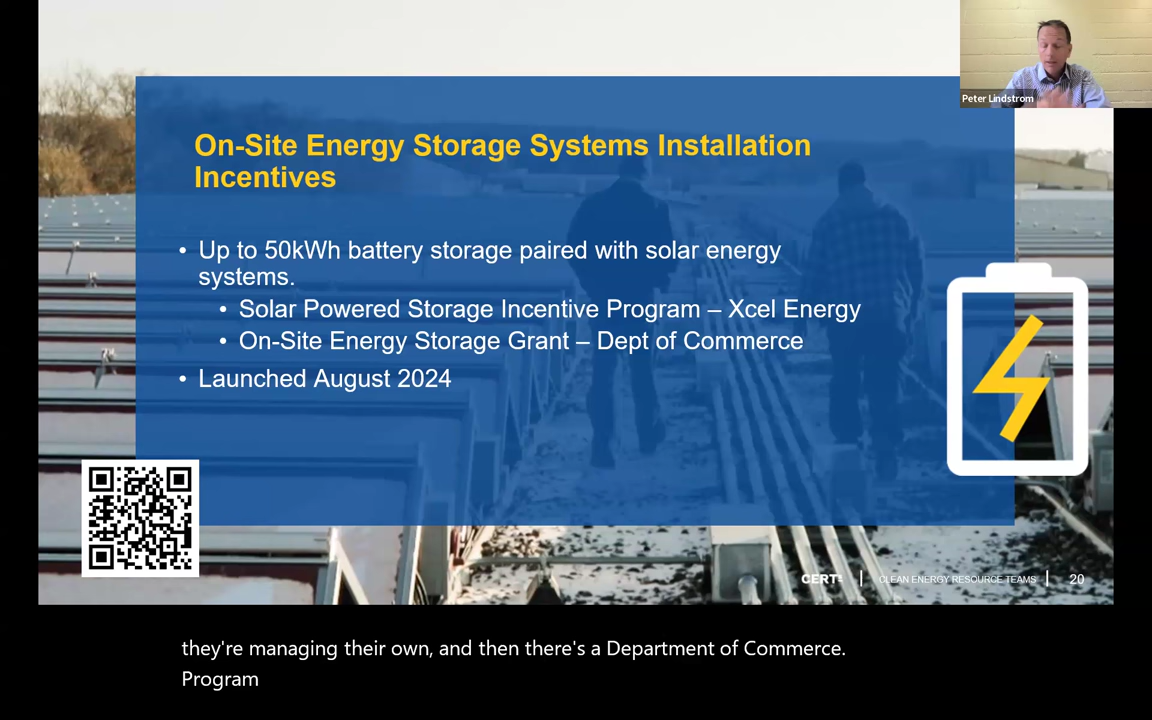 Peter Lindstrom
On-Site Energy Storage Systems Installation
Incentives
• Up to 50kWh battery storage paired with solar energy
systems.
• Solar Powered Storage Incentive Program – Xcel Energy
• On-Site Energy Storage Grant – Dept of Commerce
• Launched August 2024
CERTs | CLEAN ENERGY RESOURCE TEAMS | 20
they're managing their own, and then there's a Department of Commerce.
Program